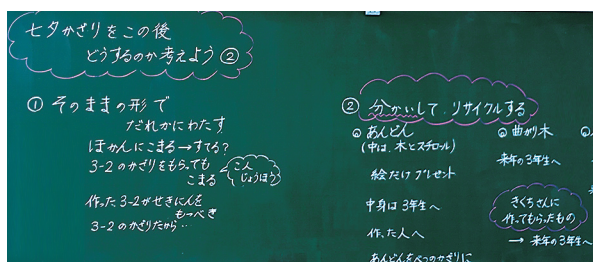 七夕かざりをこの後
どうするのか考えよう②
① そのままの形で
だれかにわたす
ほかんにこまる→すてる?
3-2のかざりをもらっても
こまる
こ人
じょうほう
作った3-2がせきにんを
もつべき
3-2のかざりだから…
② 分かいして、リサイクルする
あんどん
(中は、木とスチロール)
絵だけプレゼント
中身は3年生へ
作った人へ
あんどんをべつのかざりに
曲がり木
来年の3年生へ
きくちさんに
作ってもらったもの
→ 来年の3年生へ